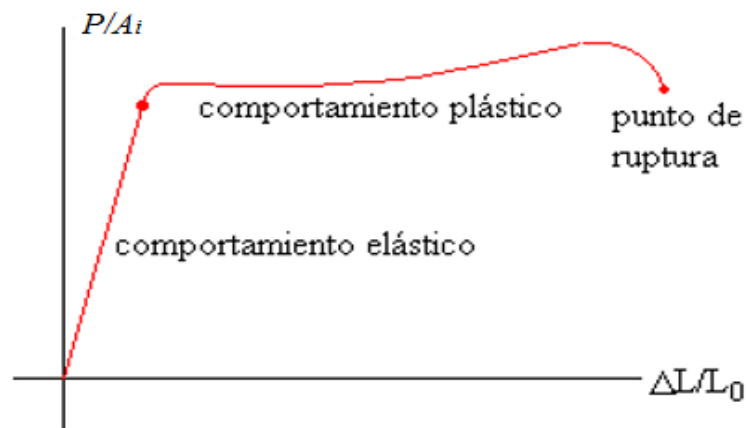 P/Ai
comportamiento plástico
punto de
ruptura
comportamiento elástico
ΔL/L₀